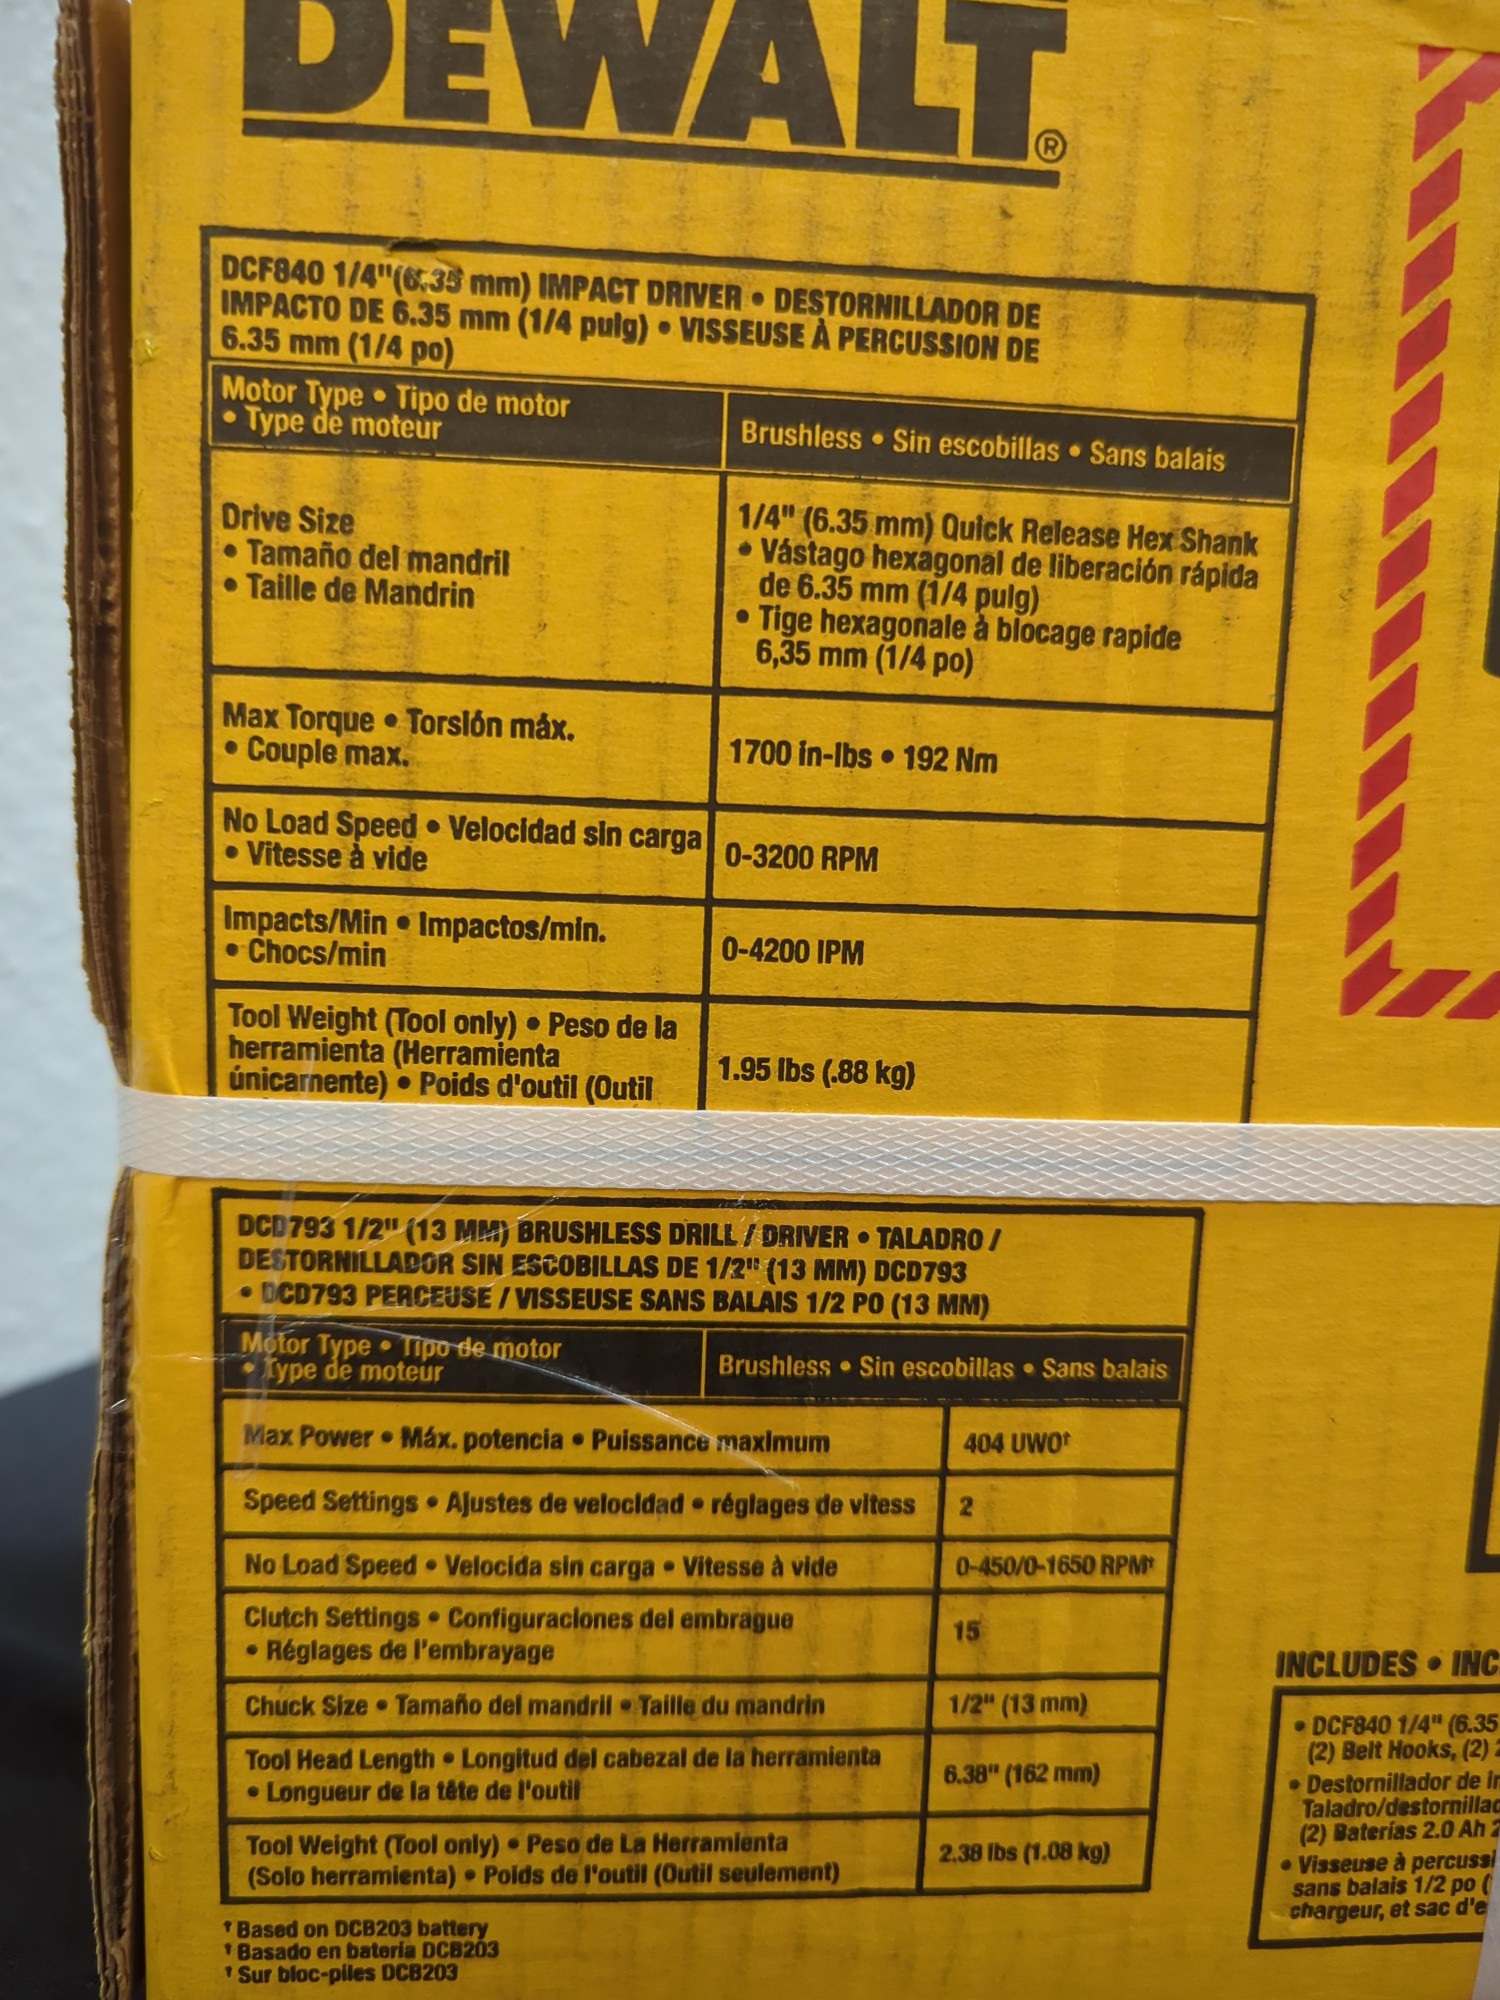 DEWALT®
DCF840 1/4"(6.35 mm) IMPACT DRIVER • DESTORNILLADOR DE
IMPACTO DE 6.35 mm (1/4 pulg) • VISSEUSE À PERCUSSION DE
6.35 mm (1/4 po)
Motor Type • Tipo de motor
• Type de moteur
Brushless • Sin escobillas • Sans balais
Drive Size
• Tamaño del mandril
• Taille de Mandrin
1/4" (6.35 mm) Quick Release Hex Shank
• Vástago hexagonal de liberación rápida
de 6.35 mm (1/4 pulg)
• Tige hexagonale à blocage rapide
6,35 mm (1/4 po)
Max Torque • Torsión máx.
• Couple max.
1700 in-lbs • 192 Nm
No Load Speed • Velocidad sin carga
• Vitesse à vide
0-3200 RPM
Impacts/Min • Impactos/min.
• Chocs/min
0-4200 IPM
Tool Weight (Tool only) • Peso de la
herramienta (Herramienta
únicamente) • Poids d'outil (Outil
1.95 lbs (.88 kg)
DCD793 1/2" (13 MM) BRUSHLESS DRILL / DRIVER • TALADRO /
DESTORNILLADOR SIN ESCOBILLAS DE 1/2" (13 MM) DCD793
• DCD793 PERCEUSE / VISSEUSE SANS BALAIS 1/2 PO (13 MM)
Motor Type • Tipo de motor
• Type de moteur
Brushless • Sin escobillas • Sans balais
Max Power • Máx. potencia • Puissance maximum
404 UWO†
Speed Settings • Ajustes de velocidad • réglages de vitess
2
No Load Speed • Velocida sin carga • Vitesse à vide
0-450/0-1650 RPM†
Clutch Settings • Configuraciones del embrague
• Réglages de l'embrayage
15
Chuck Size • Tamaño del mandril • Taille du mandrin
1/2" (13 mm)
Tool Head Length • Longitud del cabezal de la herramienta
• Longueur de la tête de l'outil
6.38" (162 mm)
Tool Weight (Tool only) • Peso de La Herramienta
(Solo herramienta) • Poids de l'outil (Outil seulement)
2.38 lbs (1.08 kg)
† Based on DCB203 battery
† Basado en batería DCB203
† Sur bloc-piles DCB203
INCLUDES • INC
• DCF840 1/4" (6.35
(2) Belt Hooks, (2)
• Destornillador de
Taladro/destornillad
(2) Baterías 2.0 Ah
• Visseuse à percussi
sans balais 1/2 po (
chargeur, et sac d'e